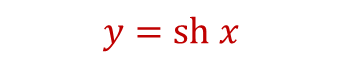 y = sh x